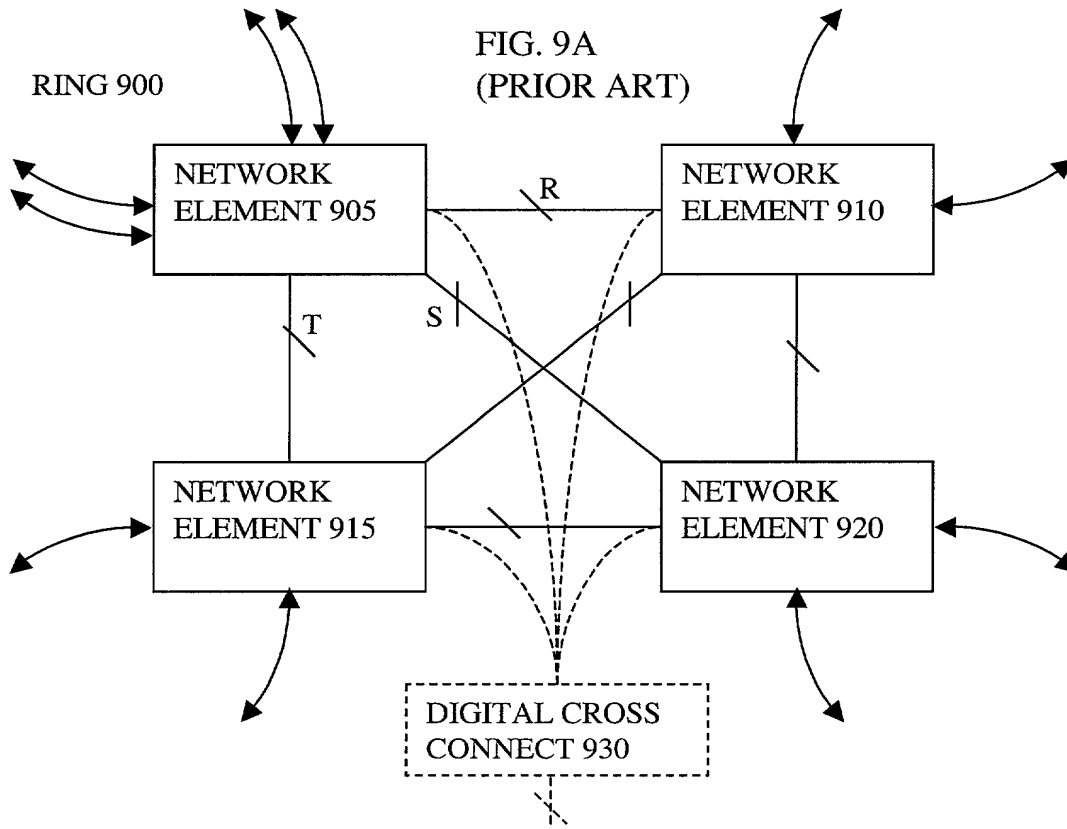 FIG. 9A
(PRIOR ART)
RING 900
NETWORK
ELEMENT 905
R
NETWORK
ELEMENT 910
S
T
NETWORK
ELEMENT 915
NETWORK
ELEMENT 920
DIGITAL CROSS
CONNECT 930